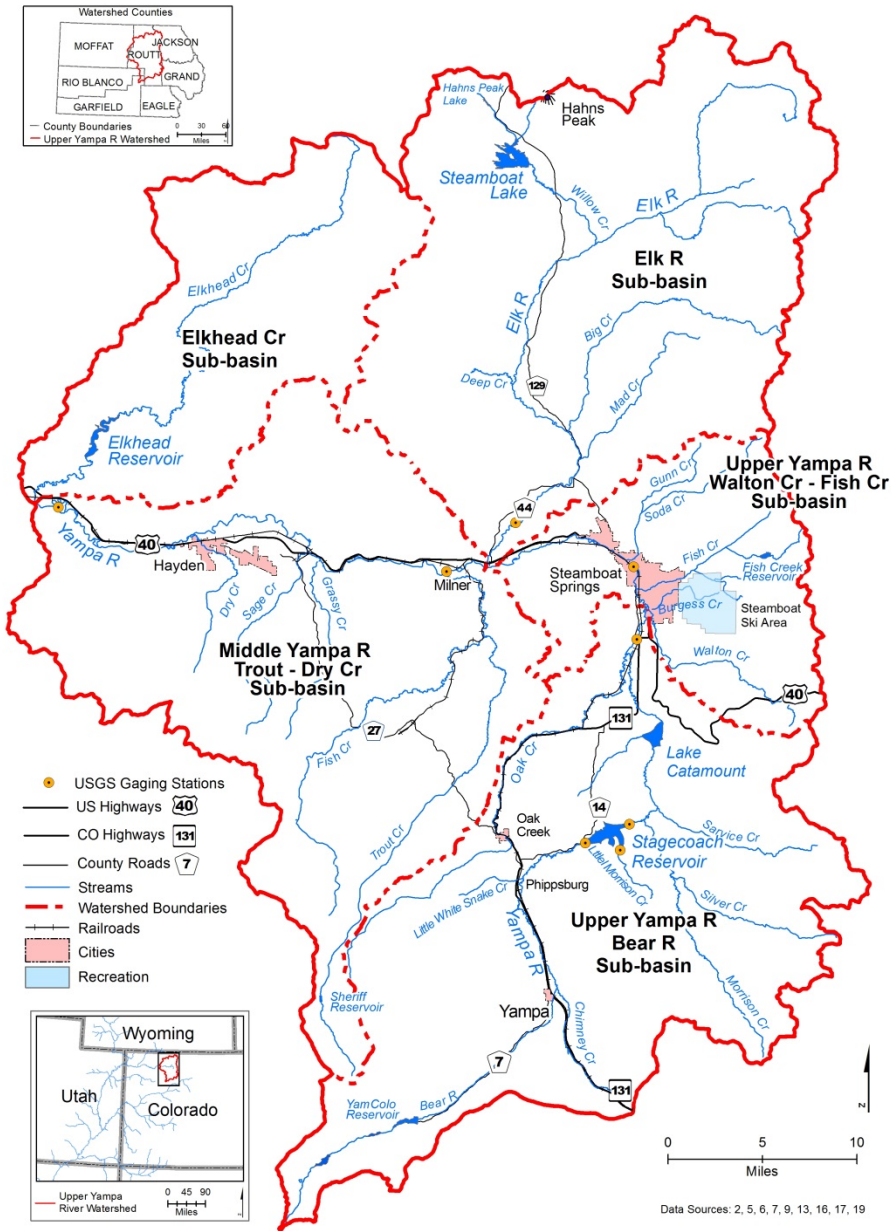 Watershed Counties
MOFFAT
JACKSON
ROUTT
RIO BLANCO
GRAND
GARFIELD
EAGLE
County Boundaries
Upper Yampa R Watershed
0 30 60
Miles
Hahns Peak
Lake
Hahns
Peak
Steamboat
Lake
Willow Cr
Elk R
Elk R
Sub-basin
Elkhead Cr
Elk R
Elkhead Cr
Sub-basin
Big Cr
Deep Cr
129
Mad Cr
Elkhead
Reservoir
Upper Yampa R
Walton Cr - Fish Cr
Sub-basin
Gunn Cr
Soda Cr
44
Yampa R
40
Hayden
Milner
Steamboat
Springs
Fish Cr
Fish Creek
Reservoir
Burgess Cr
Steamboat
Ski Area
Dry Cr
Sage Cr
Grassy Cr
Walton Cr
40
Middle Yampa R
Trout - Dry Cr
Sub-basin
27
Fish Cr
131
Oak Cr
Lake
Catamount
14
Oak
Creek
Trout Cr
Stagecoach
Reservoir
Sarvice Cr
Little Morrison Cr
Silver Cr
Phippsburg
Little White Snake Cr
Yampa R
Upper Yampa R
Bear R
Sub-basin
Morrison Cr
Sheriff
Reservoir
Yampa
Chimney Cr
7
YamColo
Reservoir
Bear R
131
USGS Gaging Stations
US Highways 40
CO Highways 131
County Roads 7
Streams
Watershed Boundaries
Railroads
Cities
Recreation
Wyoming
Utah
Colorado
Upper Yampa
River Watershed
0 45 90
Miles
z
0 5 10
Miles
Data Sources: 2, 5, 6, 7, 9, 13, 16, 17, 19